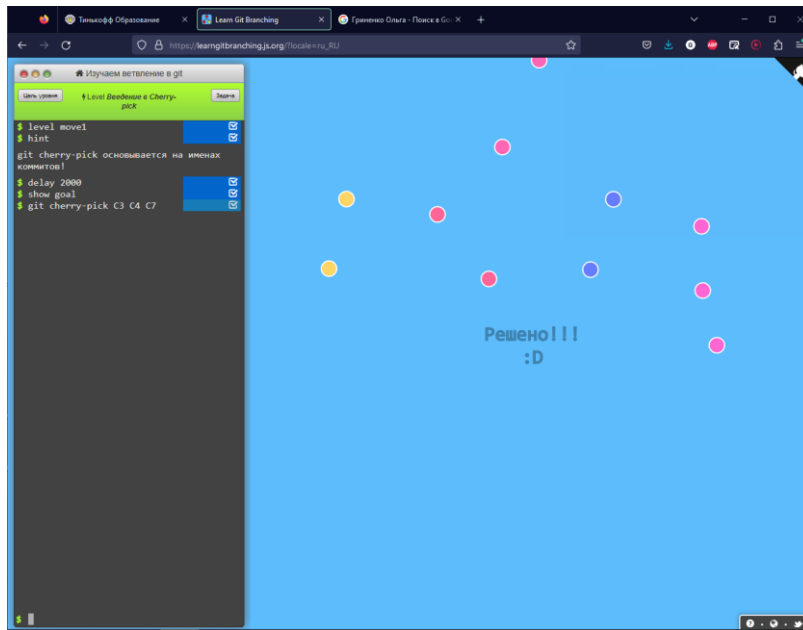 Тинькофф Образование
Learn Git Branching
Гриненко Ольга - Поиск в Go
https://learngitbranching.js.org/?locale=ru_RU
Изучаем ветвление в git
Цель уровня
Level Введение в Cherry-
pick
Задача
$ level move1
$ hint
git cherry-pick основывается на именах
коммитов!
$ delay 2000
$ show goal
$ git cherry-pick C3 C4 C7
Решено!!!
:D
$